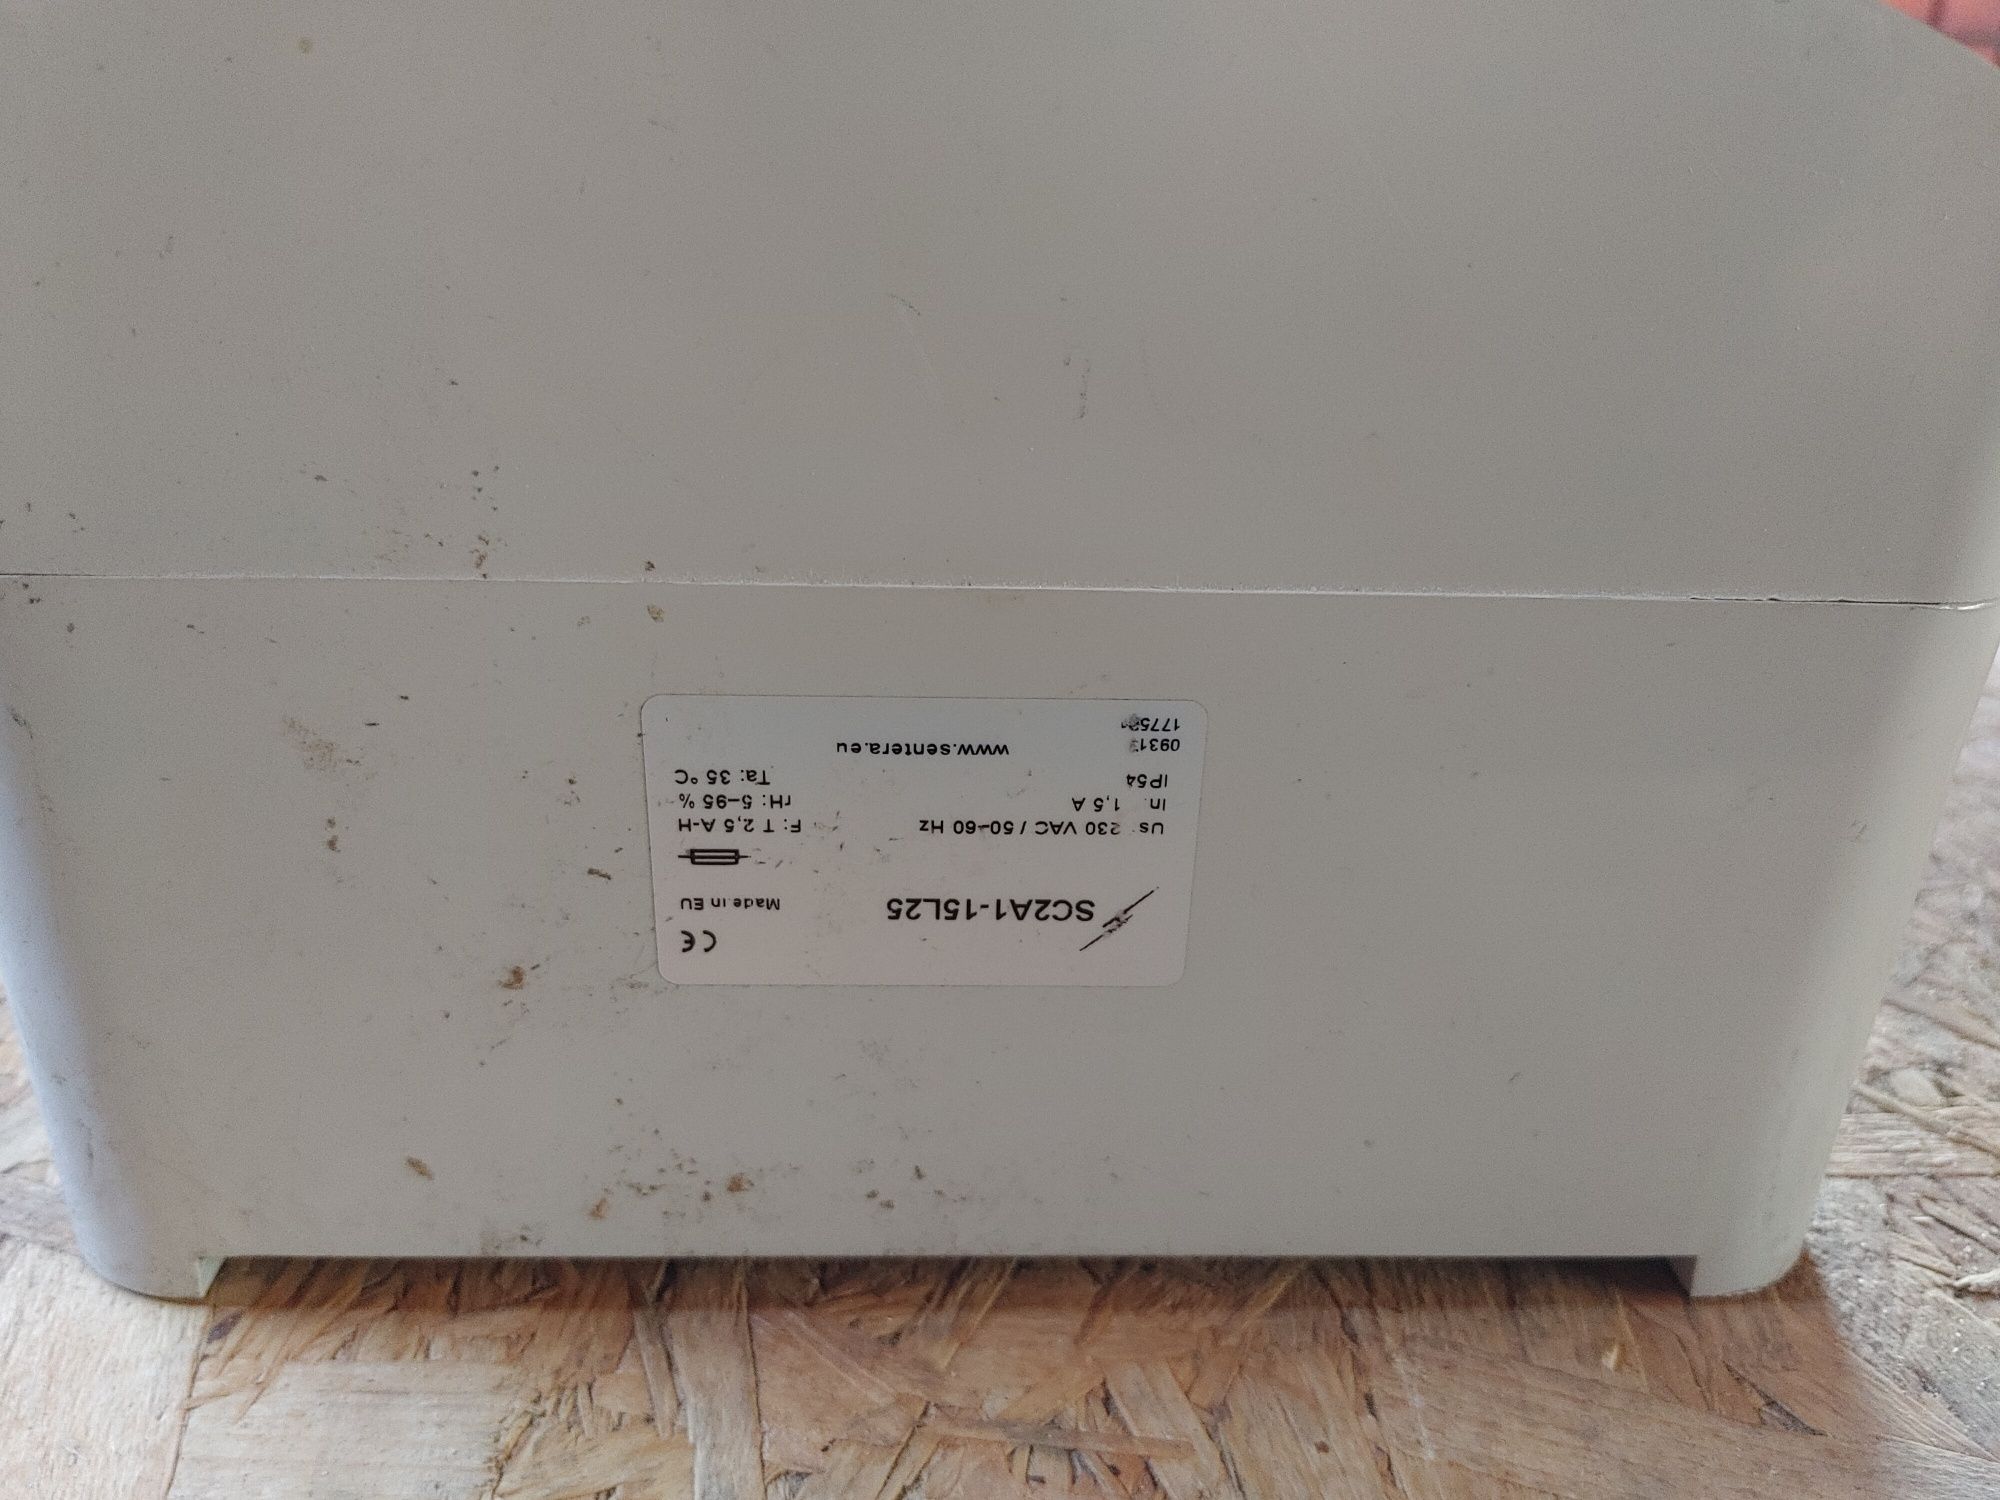 SC2A1-15L25
CE
Made in EU
Us: 230 VAC / 50–60 Hz
F: T 2,5 A-H
In: 1,5 A
rH: 5–95 %
IP54
Ta: 35 °C
www.sentera.eu